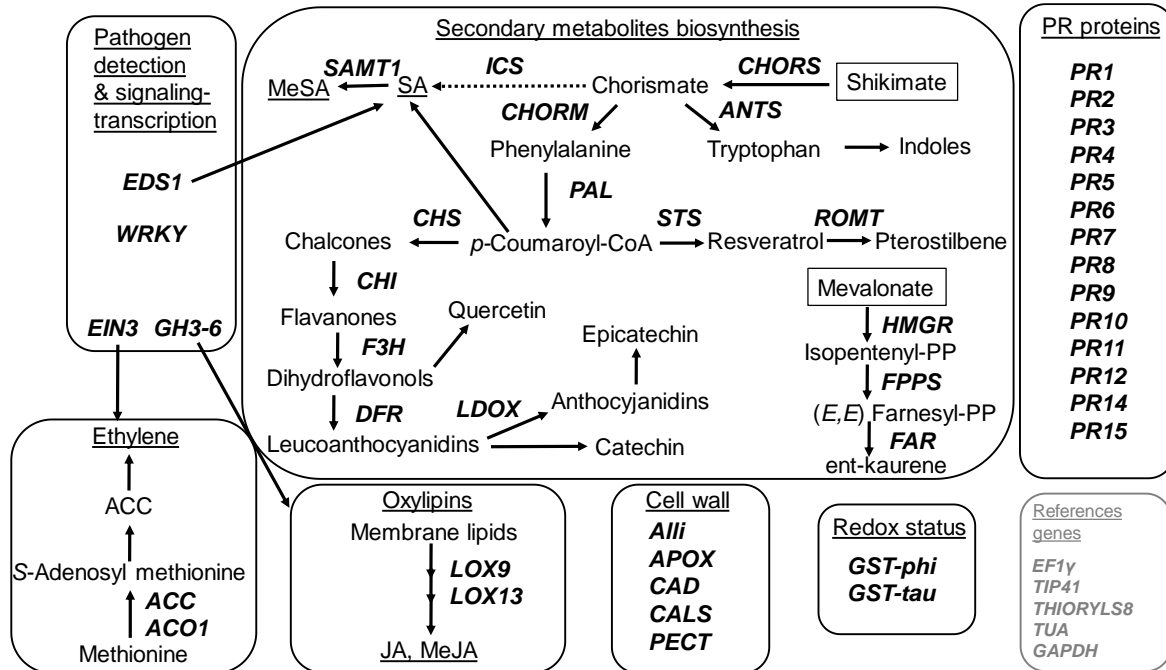 Pathogen
detection
& signaling-
transcription
EDS1
WRKY
EIN3 GH3-6
Secondary metabolites biosynthesis
MeSA
SAMT1
SA
ICS
Chorismate
CHORS
Shikimate
CHORM
ANTS
Phenylalanine
Tryptophan
Indoles
PAL
CHS
STS
ROMT
Chalcones
p-Coumaroyl-CoA
Resveratrol
Pterostilbene
CHI
Mevalonate
Flavanones
Quercetin
HMGR
F3H
Epicatechin
Isopentenyl-PP
Dihydroflavonols
FPPS
DFR
LDOX
Anthocyjanidins
(E,E) Farnesyl-PP
Leucoanthocyanidins
Catechin
FAR
ent-kaurene
PR proteins
PR1
PR2
PR3
PR4
PR5
PR6
PR7
PR8
PR9
PR10
PR11
PR12
PR14
PR15
Ethylene
ACC
S-Adenosyl methionine
ACC
ACO1
Methionine
Oxylipins
Membrane lipids
LOX9
LOX13
JA, MeJA
Cell wall
Alli
APOX
CAD
CALS
PECT
Redox status
GST-phi
GST-tau
References
genes
EF1γ
TIP41
THIORYLS8
TUA
GAPDH